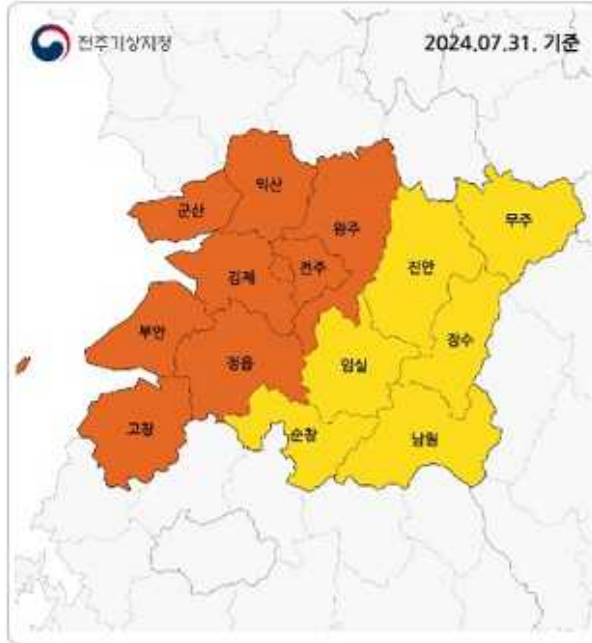 전주기상지청
2024.07.31. 기준
익산
군산
완주
무주
전주
김제
진안
부안
장수
정읍
임실
고창
순창
남원